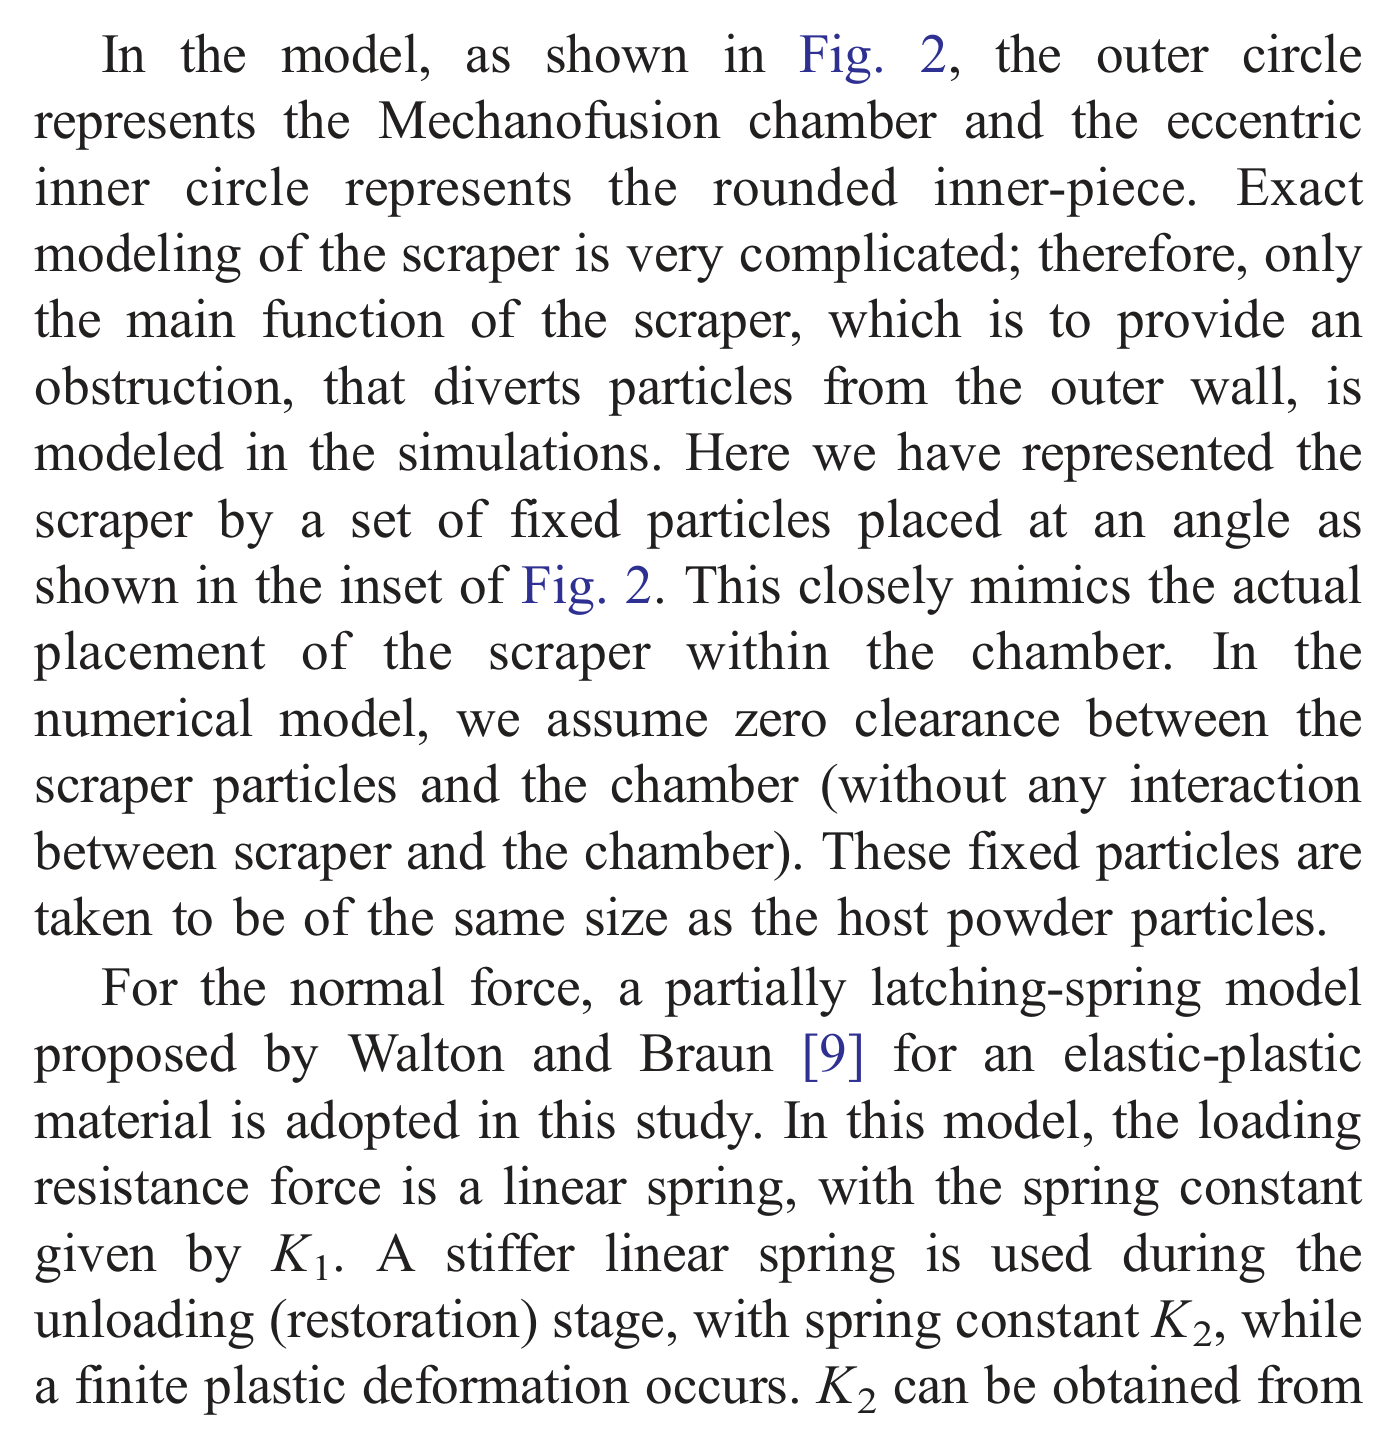 In the model, as shown in Fig. 2, the outer circle
represents the Mechanofusion chamber and the eccentric
inner circle represents the rounded inner-piece. Exact
modeling of the scraper is very complicated; therefore, only
the main function of the scraper, which is to provide an
obstruction, that diverts particles from the outer wall, is
modeled in the simulations. Here we have represented the
scraper by a set of fixed particles placed at an angle as
shown in the inset of Fig. 2. This closely mimics the actual
placement of the scraper within the chamber. In the
numerical model, we assume zero clearance between the
scraper particles and the chamber (without any interaction
between scraper and the chamber). These fixed particles are
taken to be of the same size as the host powder particles.
For the normal force, a partially latching-spring model
proposed by Walton and Braun [9] for an elastic-plastic
material is adopted in this study. In this model, the loading
resistance force is a linear spring, with the spring constant
given by K₁. A stiffer linear spring is used during the
unloading (restoration) stage, with spring constant K₂, while
a finite plastic deformation occurs. K₂ can be obtained from